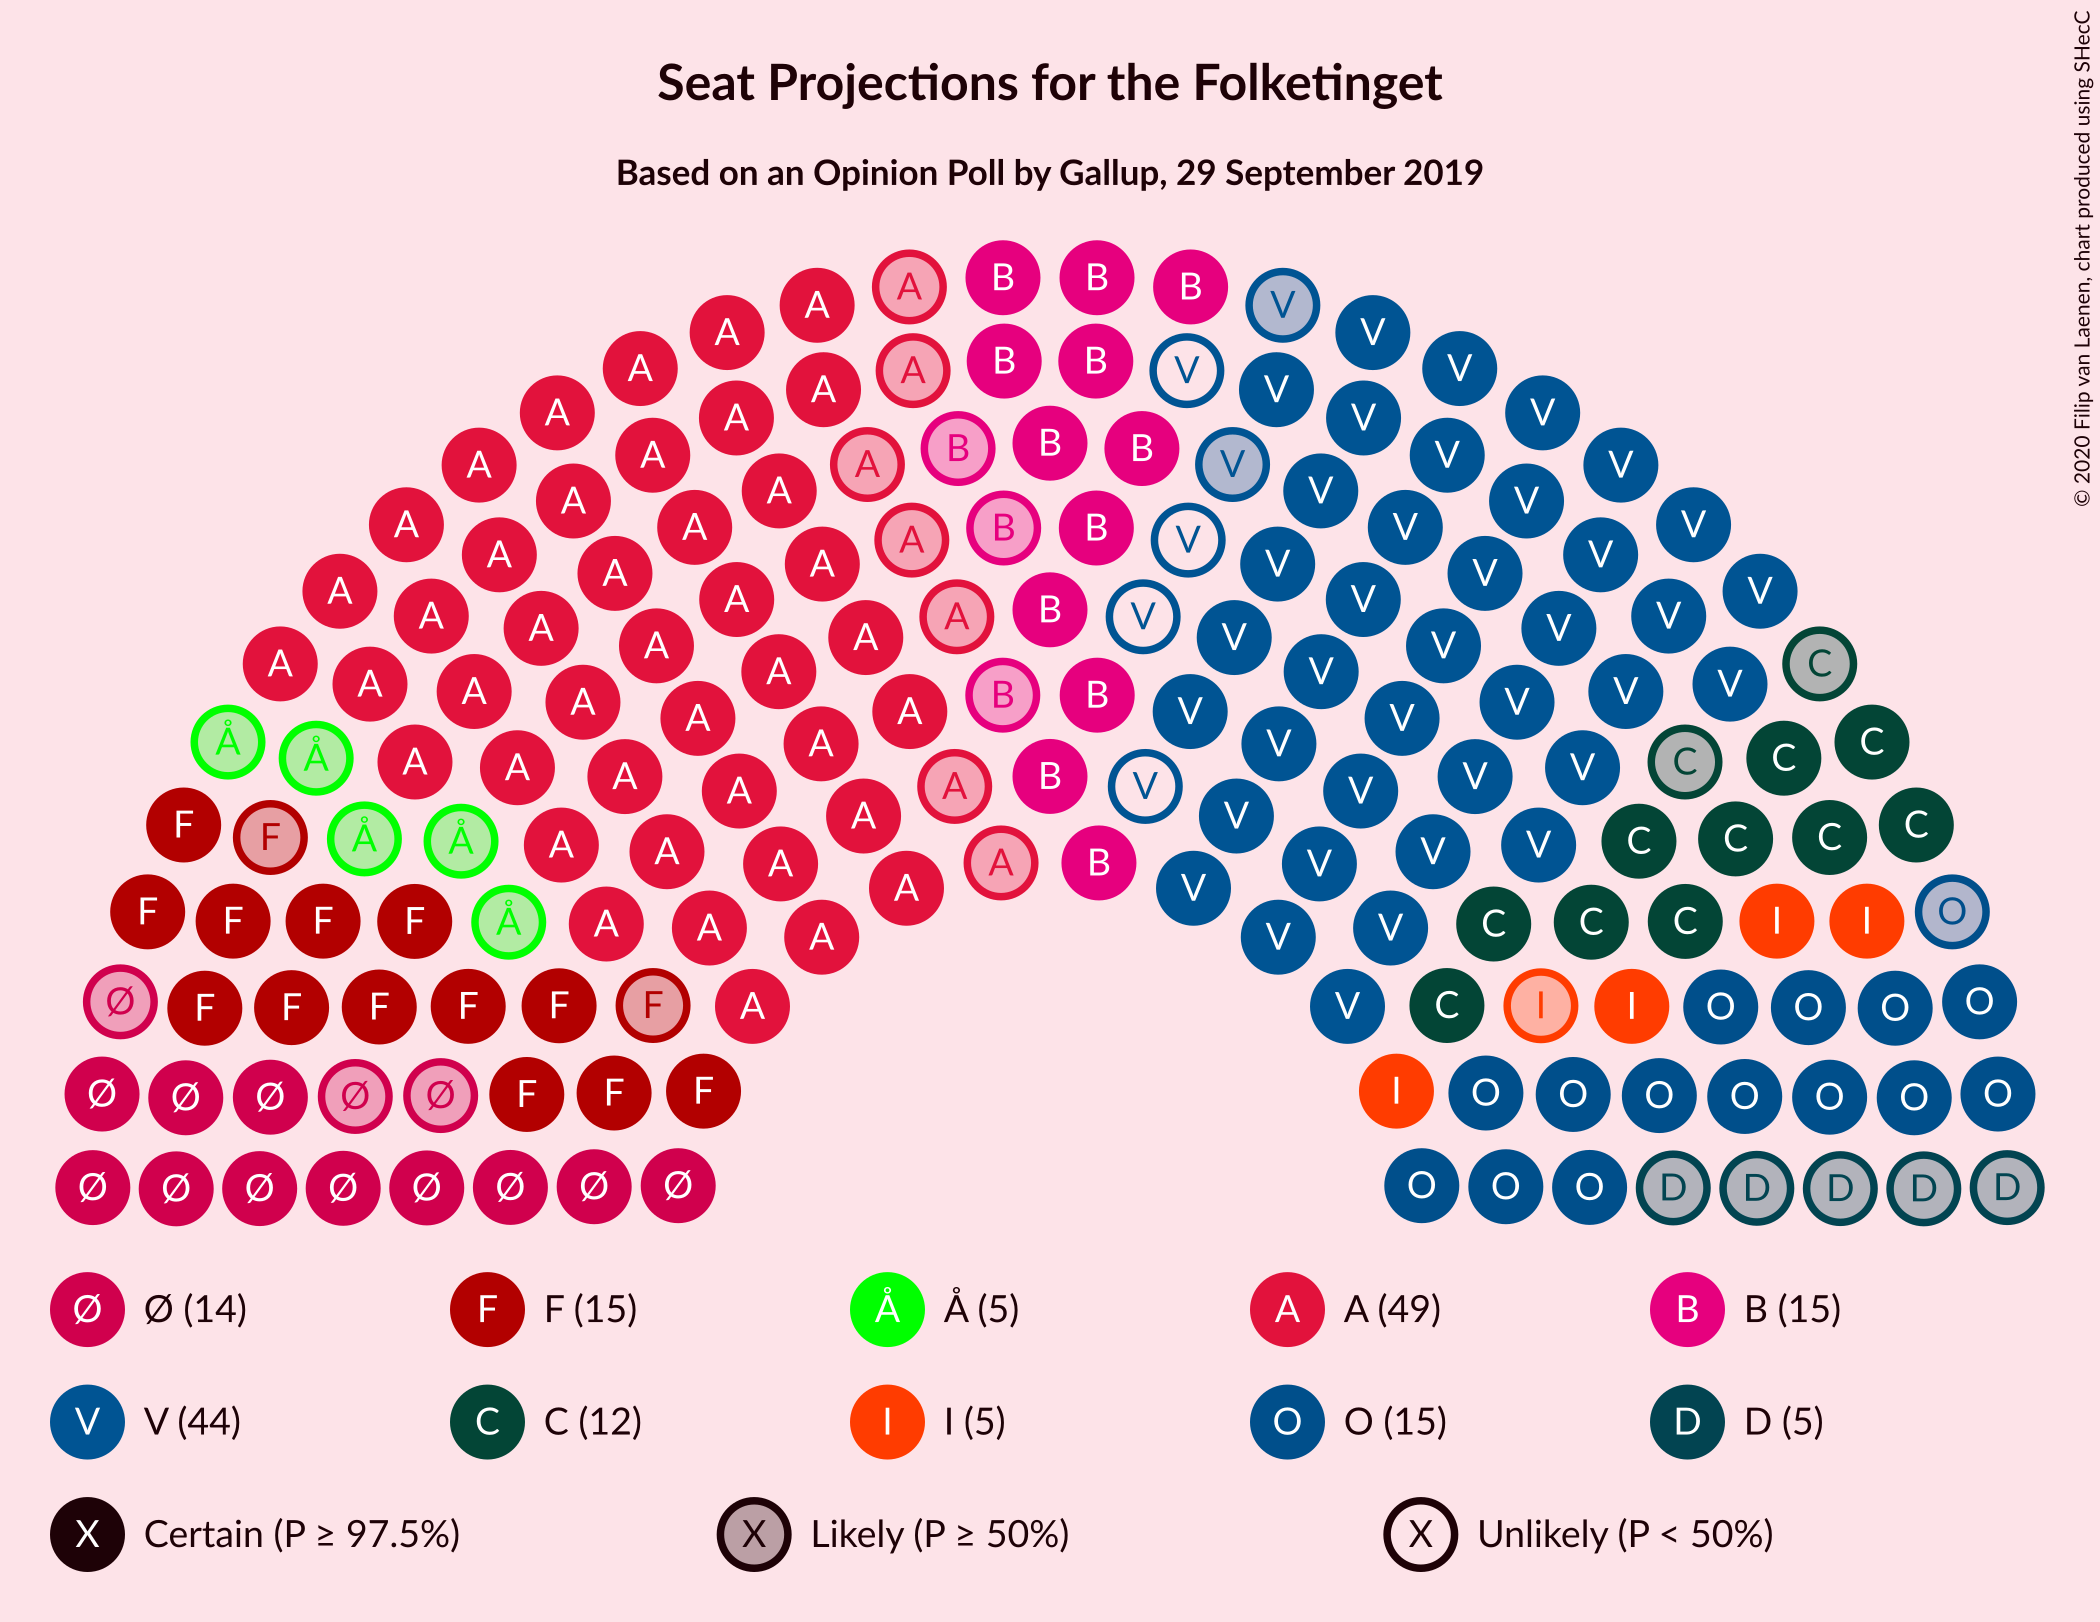 Seat Projections for the Folketinget
Based on an Opinion Poll by Gallup, 29 September 2019
© 2020 Filip van Laenen, chart produced using SHecC
A B B B V
A A V V
A A B B V V V V
A A A A V V V V
A A B B B V V V V
A A A A V V V V
A A A B B V V V V V
A A A A V V V V
A A A A B V V V V V
A A A A V V V V C
A A A B B V V V V
Å Å A A A A V V V V C C C
A A A B V V V
F F Å Å A A A A V V V C C C C
A A B V
F F F F Å A A A V V C C C I I O
Ø F F F F F F A V C I I O O O O
Ø Ø Ø Ø Ø F F F I O O O O O O O
Ø Ø Ø Ø Ø Ø Ø Ø O O O D D D D D
Ø Ø (14) F F (15) Å Å (5) A A (49) B B (15)
V V (44) C C (12) I I (5) O O (15) D D (5)
X Certain (P ≥ 97.5%) X Likely (P ≥ 50%) X Unlikely (P < 50%)